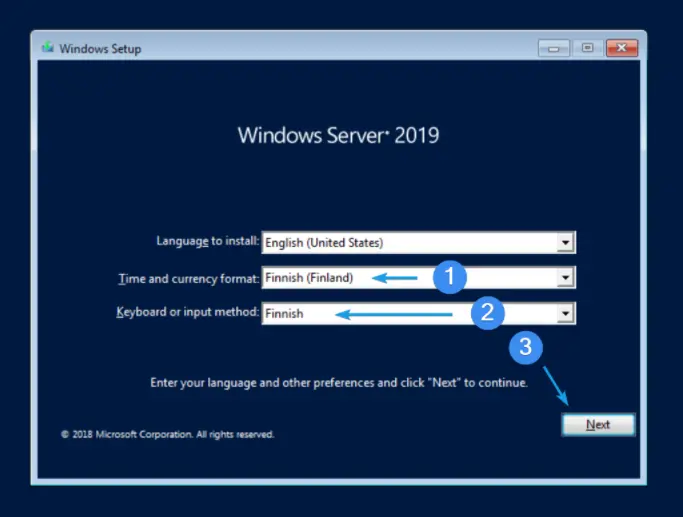 Windows Setup
Windows Server® 2019
Language to install: English (United States)
Time and currency format: Finnish (Finland) 1
Keyboard or input method: Finnish 2
3
Enter your language and other preferences and click "Next" to continue.
Next
© 2018 Microsoft Corporation. All rights reserved.